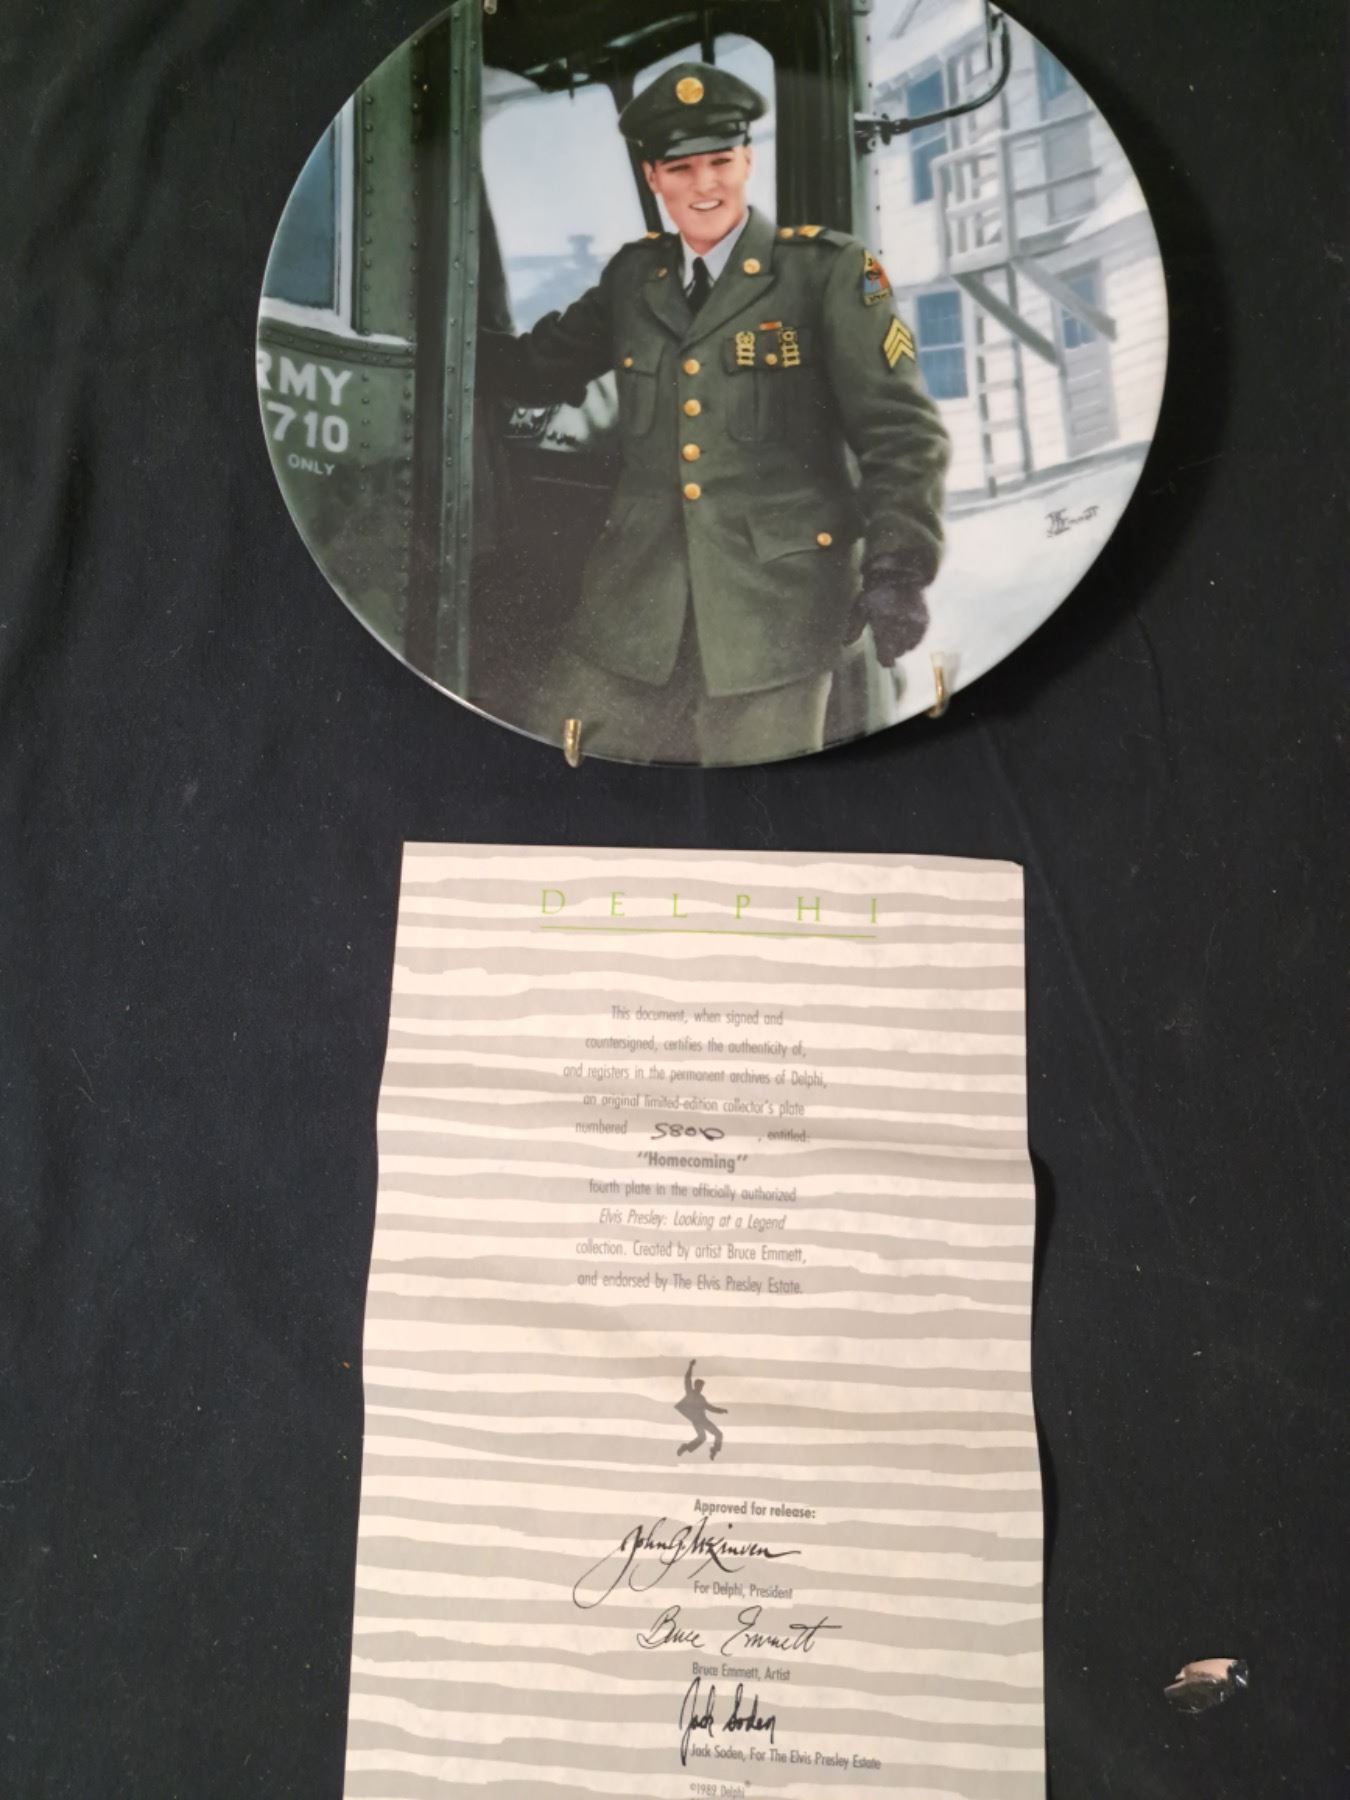 RMY
710
ONLY
Emmett
DELPHI
This document, when signed and
countersigned, certifies the authenticity of,
and registers in the permanent archives of Delphi,
an original limited-edition collector's plate
numbered , entitled:
"Homecoming"
fourth plate in the officially authorized
Elvis Presley: Looking at a Legend
collection. Created by artist Bruce Emmett,
and endorsed by The Elvis Presley Estate.
Approved for release:
For Delphi, President
Bruce Emmett
Bruce Emmett, Artist
Jack Soden
Jack Soden, For The Elvis Presley Estate
©1989 Delphi®